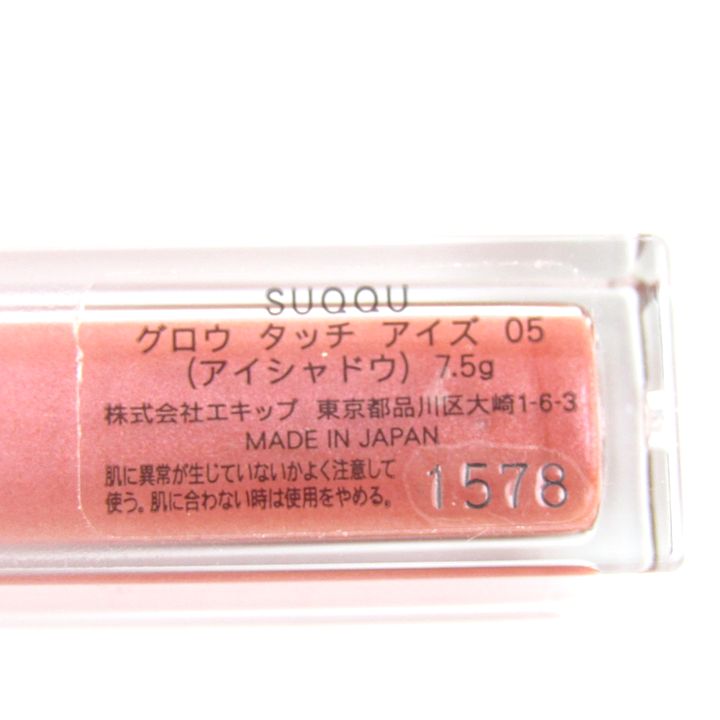 SUQQU
グロウ タッチ アイズ 05
(アイシャドウ) 7.5g
株式会社エキップ 東京都品川区大崎1-6-3
MADE IN JAPAN
肌に異常が生じていないかよく注意して
使う。肌に合わない時は使用をやめる。
1578